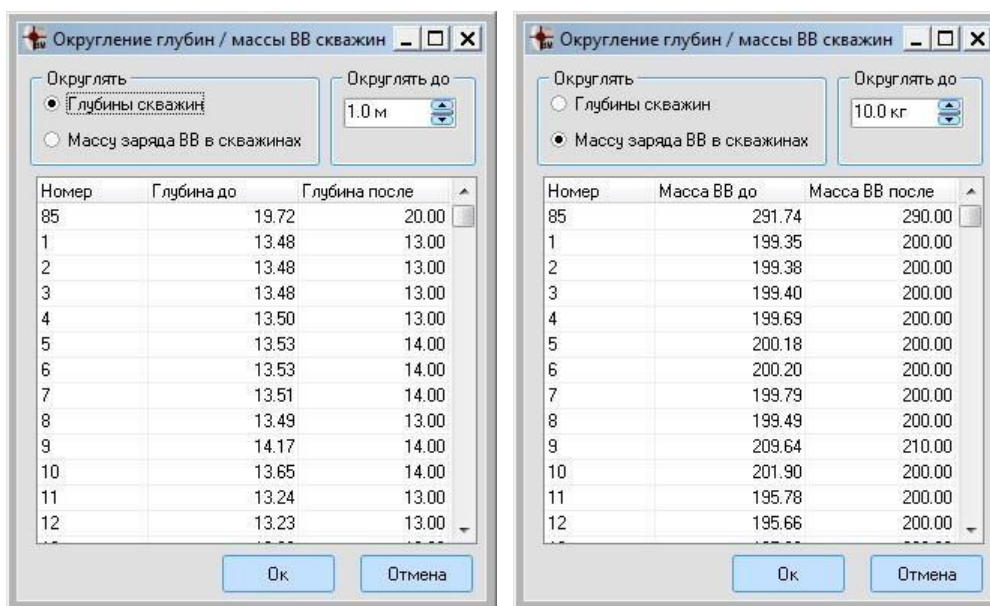 Округление глубин / массы ВВ скважин
Округлять
Глубины скважин
Массу заряда ВВ в скважинах
Округлять до
1.0 м
Номер Глубина до Глубина после
85 19.72 20.00
1 13.48 13.00
2 13.48 13.00
3 13.48 13.00
4 13.50 13.00
5 13.53 14.00
6 13.53 14.00
7 13.51 14.00
8 13.49 13.00
9 14.17 14.00
10 13.65 14.00
11 13.24 13.00
12 13.23 13.00
Ок Отмена
Округление глубин / массы ВВ скважин
Округлять
Глубины скважин
Массу заряда ВВ в скважинах
Округлять до
10.0 кг
Номер Масса ВВ до Масса ВВ после
85 291.74 290.00
1 199.35 200.00
2 199.38 200.00
3 199.40 200.00
4 199.69 200.00
5 200.18 200.00
6 200.20 200.00
7 199.79 200.00
8 199.49 200.00
9 209.64 210.00
10 201.90 200.00
11 195.78 200.00
12 195.66 200.00
Ок Отмена